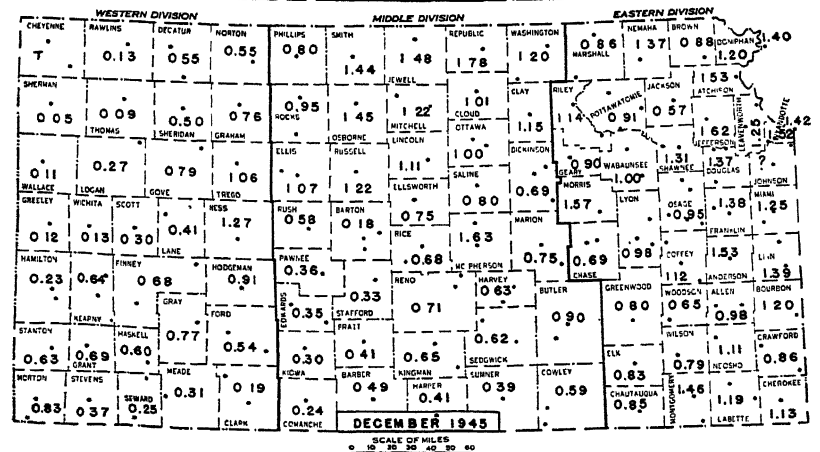 WESTERN DIVISION MIDDLE DIVISION EASTERN DIVISION
CHEYENNE RAWLINS DECATUR NORTON PHILLIPS SMITH REPUBLIC WASHINGTON NEMAHA BROWN DONIPHAN 1.40
T 0.13 0.55 0.55 0.80 1.44 1.48 1.78 1.20 0.86 1.37 0.88 1.20
JEWELL MARSHALL
SHERMAN CLAY RILEY POTTAWATOMIE JACKSON 1.53 ATCHISON
0.05 0.09 0.50 0.76 0.95 1.45 1.22 1.01 1.15 1.14 0.91 0.57 1.62 1.25 1.42
THOMAS SHERIDAN GRAHAM ROOKS OSBORNE MITCHELL CLOUD JEFFERSON LEAVENWORTH WYANDOTTE
ELLIS RUSSELL LINCOLN OTTAWA DICKINSON
0.11 0.27 0.79 1.06 1.07 1.22 1.11 1.00 0.69 0.90 1.00 1.31 1.37 ?
WALLACE LOGAN GOVE TREGO ELLSWORTH SALINE GEARY WABAUNSEE SHAWNEE DOUGLAS JOHNSON
0.75 0.80
GREELEY WICHITA SCOTT NESS RUSH BARTON RICE MARION MORRIS LYON OSAGE MIAMI
0.12 0.13 0.30 0.41 1.27 0.58 0.18 0.68 1.63 0.75 1.57 0.98 0.95 1.38 1.25
LANE MC PHERSON FRANKLIN
HAMILTON FINNEY HODGEMAN PAWNEE RENO HARVEY CHASE COFFEY LINN
0.23 0.64 0.68 0.91 0.36 0.33 0.71 0.63 0.69 1.12 1.53 1.39
KEARNY GRAY STAFFORD BUTLER GREENWOOD WOODSON ANDERSON ALLEN BOURBON
EDWARDS 0.35 0.90 0.80 0.65 0.98 1.20
STANTON HASKELL FORD PRATT WILSON CRAWFORD
0.63 0.69 0.60 0.77 0.54 0.30 0.41 0.65 0.62 0.79 1.11 0.86
GRANT KIOWA KINGMAN SEDGWICK ELK NEOSHO
0.83
MORTON STEVENS SEWARD MEADE BARBER HARPER SUMNER COWLEY CHAUTAUQUA MONTGOMERY CHEROKEE
0.83 0.37 0.25 0.31 0.19 0.24 0.49 0.41 0.39 0.59 0.85 1.46 1.19 1.13
CLARK COMANCHE LABETTE
DECEMBER 1945
SCALE OF MILES
0 10 20 30 40 50 60